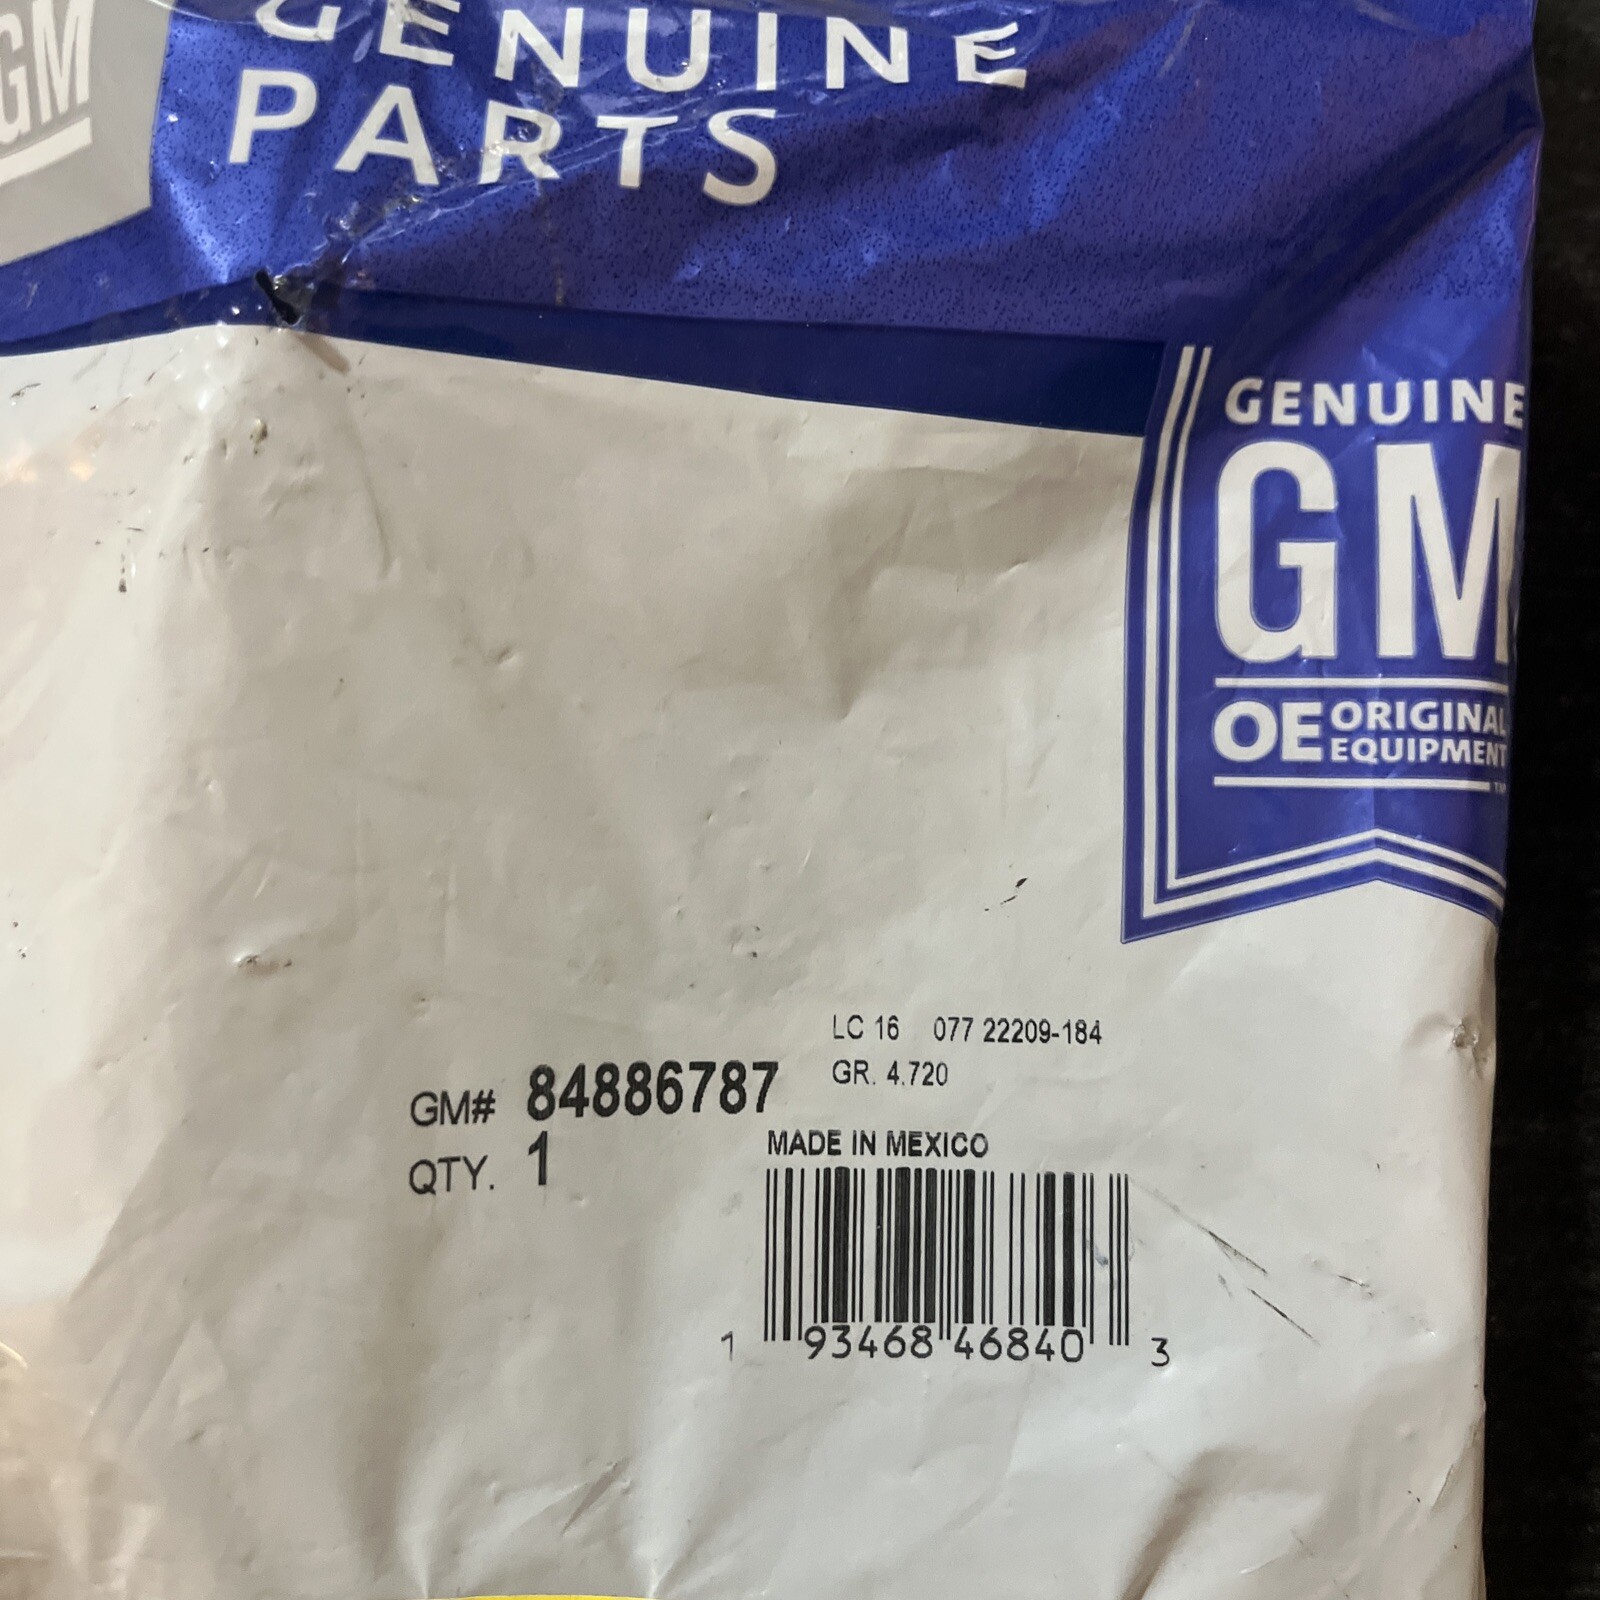 GM
GENUINE
PARTS
GENUINE
GM
OE ORIGINAL
EQUIPMENT
TM
LC 16 077 22209-184
GR. 4.720
GM# 84886787
QTY. 1
MADE IN MEXICO
1 93468 46840 3